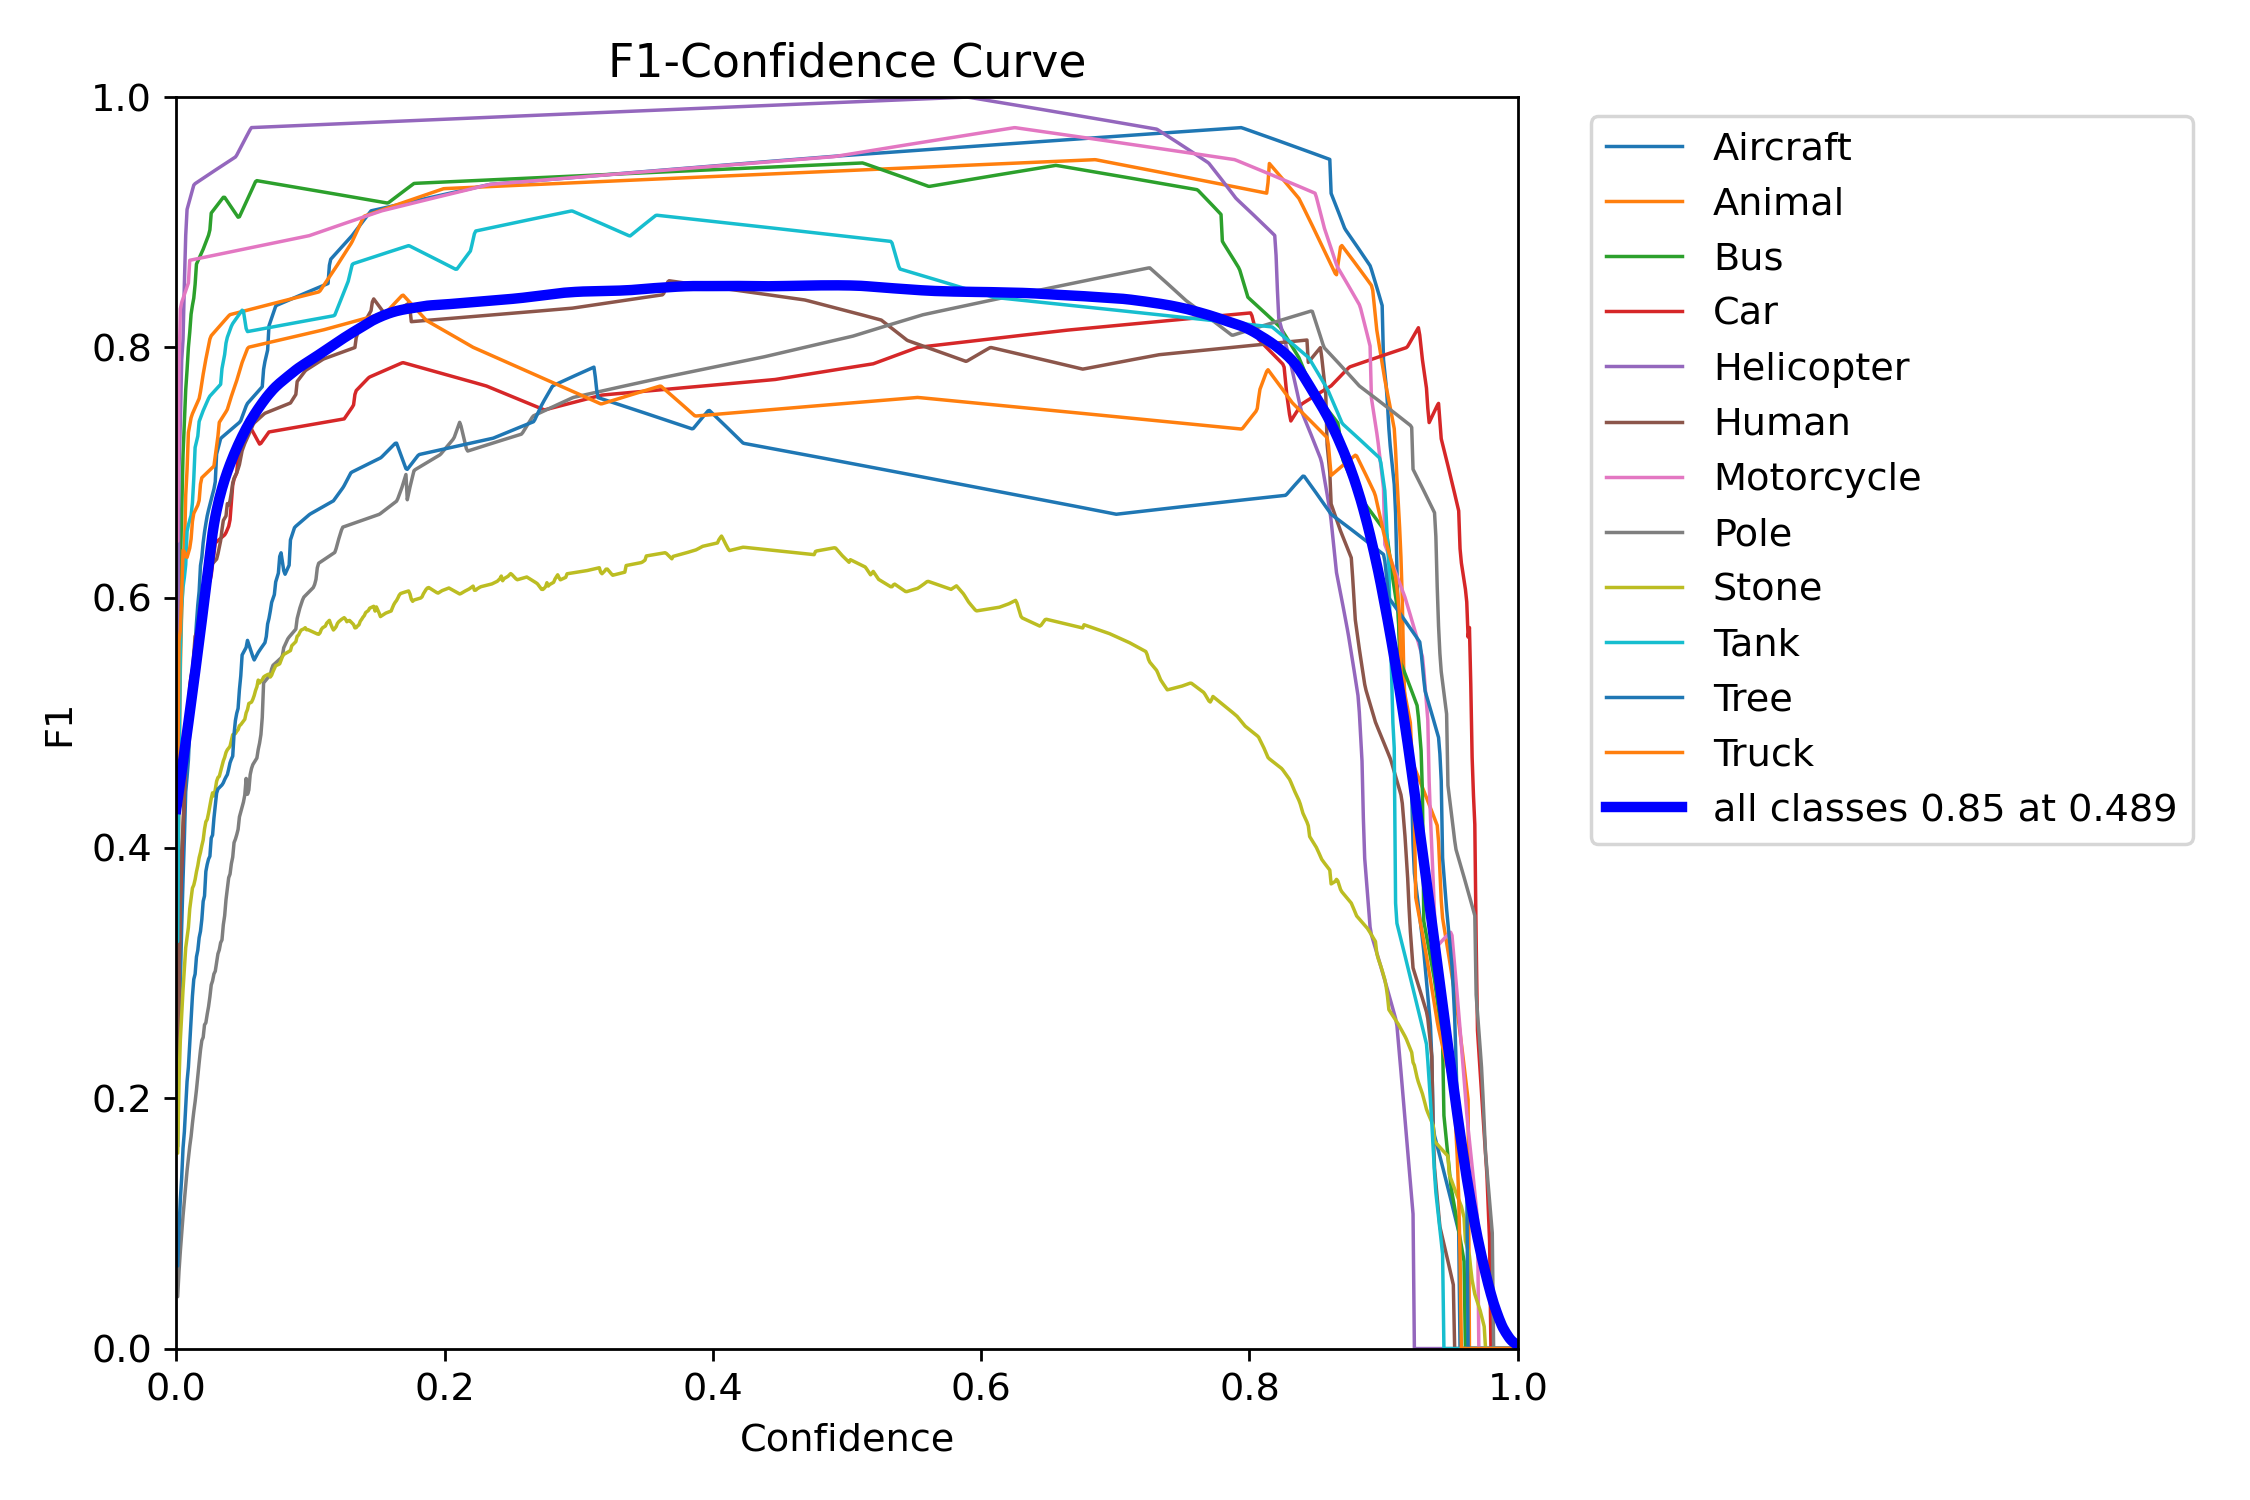 F1-Confidence Curve
1.0
0.8
0.6
0.4
0.2
0.0
F1
0.0 0.2 0.4 0.6 0.8 1.0
Confidence
Aircraft
Animal
Bus
Car
Helicopter
Human
Motorcycle
Pole
Stone
Tank
Tree
Truck
all classes 0.85 at 0.489